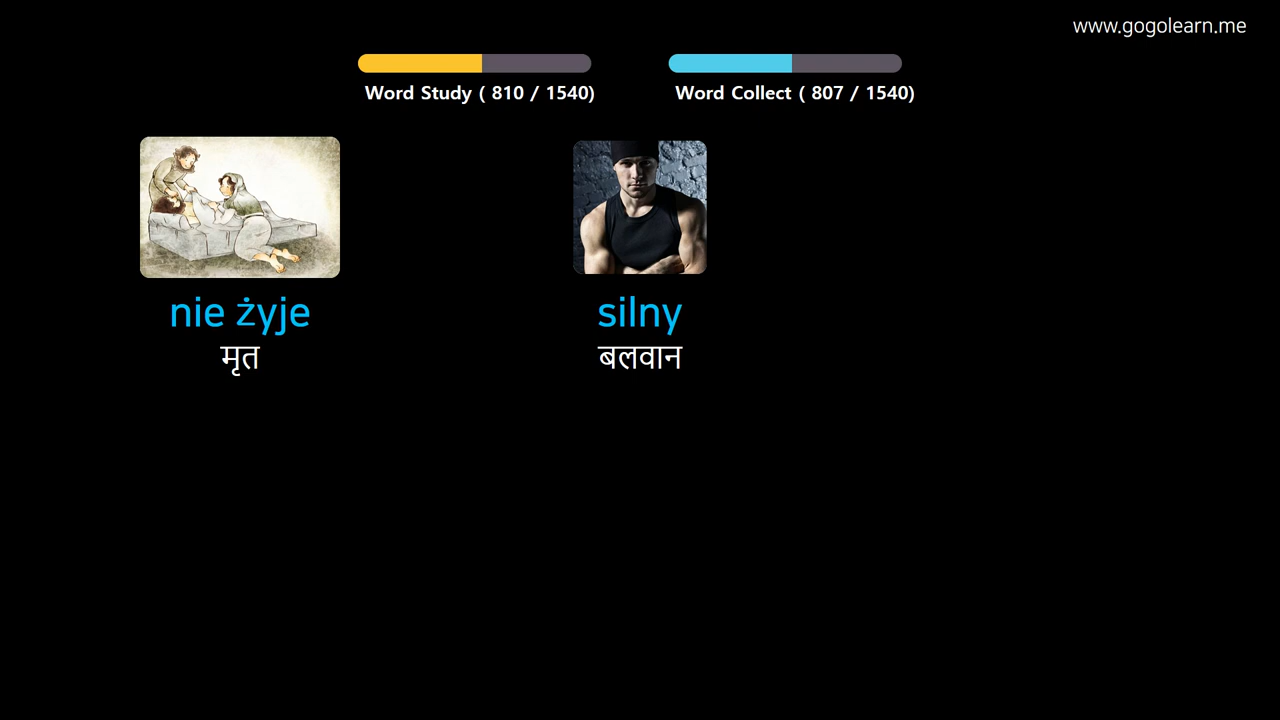 www.gogolearn.me
Word Study ( 810 / 1540)
Word Collect ( 807 / 1540)
nie żyje
मृत
silny
बलवान